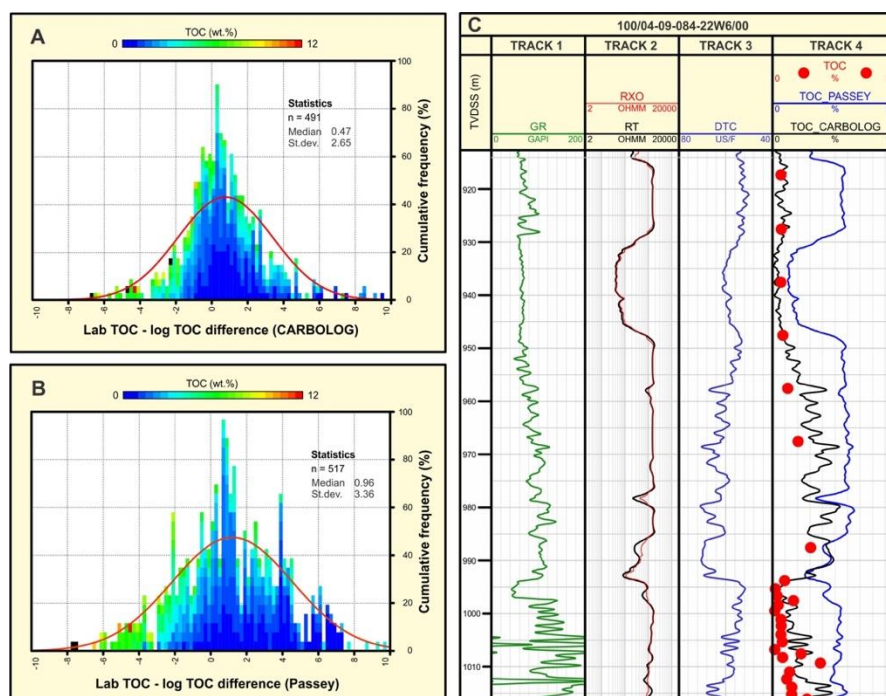 A
TOC (wt.%)
0 12
Statistics
n = 491
Median 0.47
St.dev. 2.65
100
80
60
40
20
0
Cumulative frequency (%)
-10 -8 -6 -4 -2 0 2 4 6 8 10
Lab TOC - log TOC difference (CARBOLOG)
B
TOC (wt.%)
0 12
Statistics
n = 517
Median 0.96
St.dev. 3.36
100
80
60
40
20
0
Cumulative frequency (%)
-10 -8 -6 -4 -2 0 2 4 6 8 10
Lab TOC - log TOC difference (Passey)
C
100/04-09-084-22W6/00
TRACK 1 TRACK 2 TRACK 3 TRACK 4
TVDSS (m)
TOC
0 %
RXO
2 OHMM 20000
TOC_PASSEY
0 %
GR
0 GAPI 200
RT
2 OHMM 20000
DTC
80 US/F 40
TOC_CARBOLOG
0 %
920
930
940
950
960
970
980
990
1000
1010